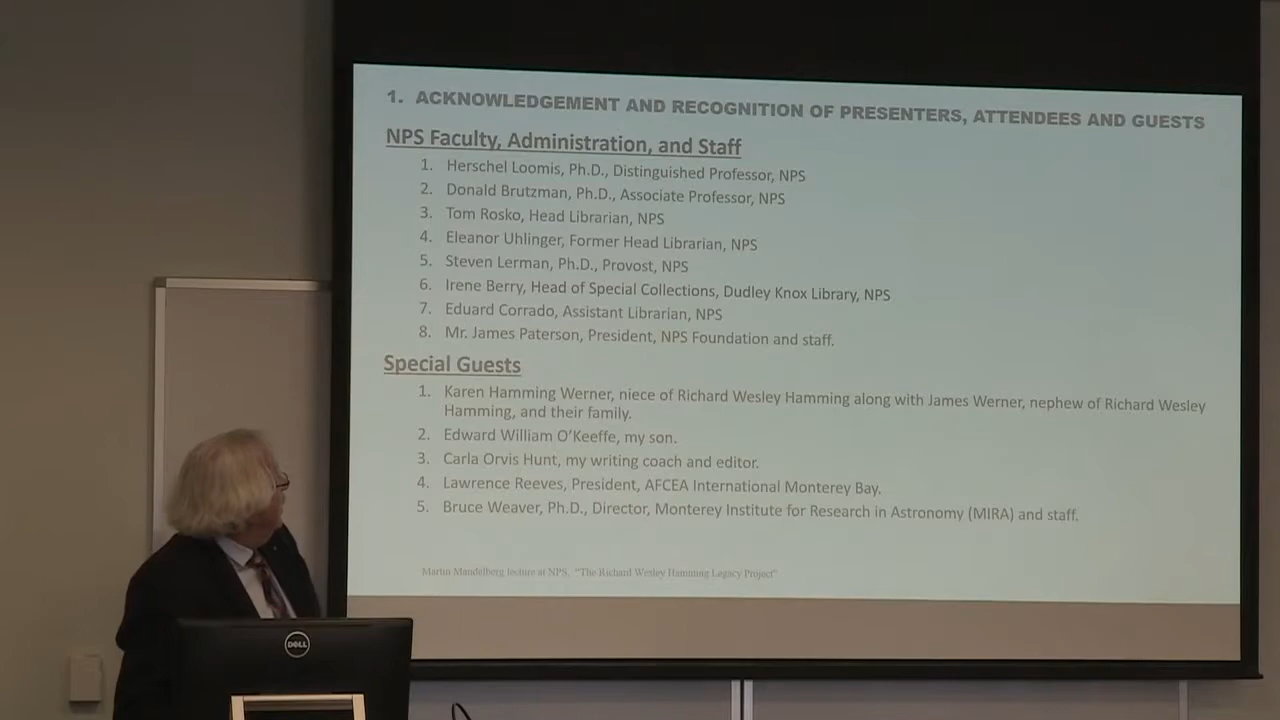 1. ACKNOWLEDGEMENT AND RECOGNITION OF PRESENTERS, ATTENDEES AND GUESTS
NPS Faculty, Administration, and Staff
1. Herschel Loomis, Ph.D., Distinguished Professor, NPS
2. Donald Brutzman, Ph.D., Associate Professor, NPS
3. Tom Rosko, Head Librarian, NPS
4. Eleanor Uhlinger, Former Head Librarian, NPS
5. Steven Lerman, Ph.D., Provost, NPS
6. Irene Berry, Head of Special Collections, Dudley Knox Library, NPS
7. Eduard Corrado, Assistant Librarian, NPS
8. Mr. James Paterson, President, NPS Foundation and staff.
Special Guests
1. Karen Hamming Werner, niece of Richard Wesley Hamming along with James Werner, nephew of Richard Wesley
Hamming, and their family.
2. Edward William O'Keeffe, my son.
3. Carla Orvis Hunt, my writing coach and editor.
4. Lawrence Reeves, President, AFCEA International Monterey Bay.
5. Bruce Weaver, Ph.D., Director, Monterey Institute for Research in Astronomy (MIRA) and staff.
Martin Mandelberg lecture at NPS. "The Richard Wesley Hamming Legacy Project"
DELL